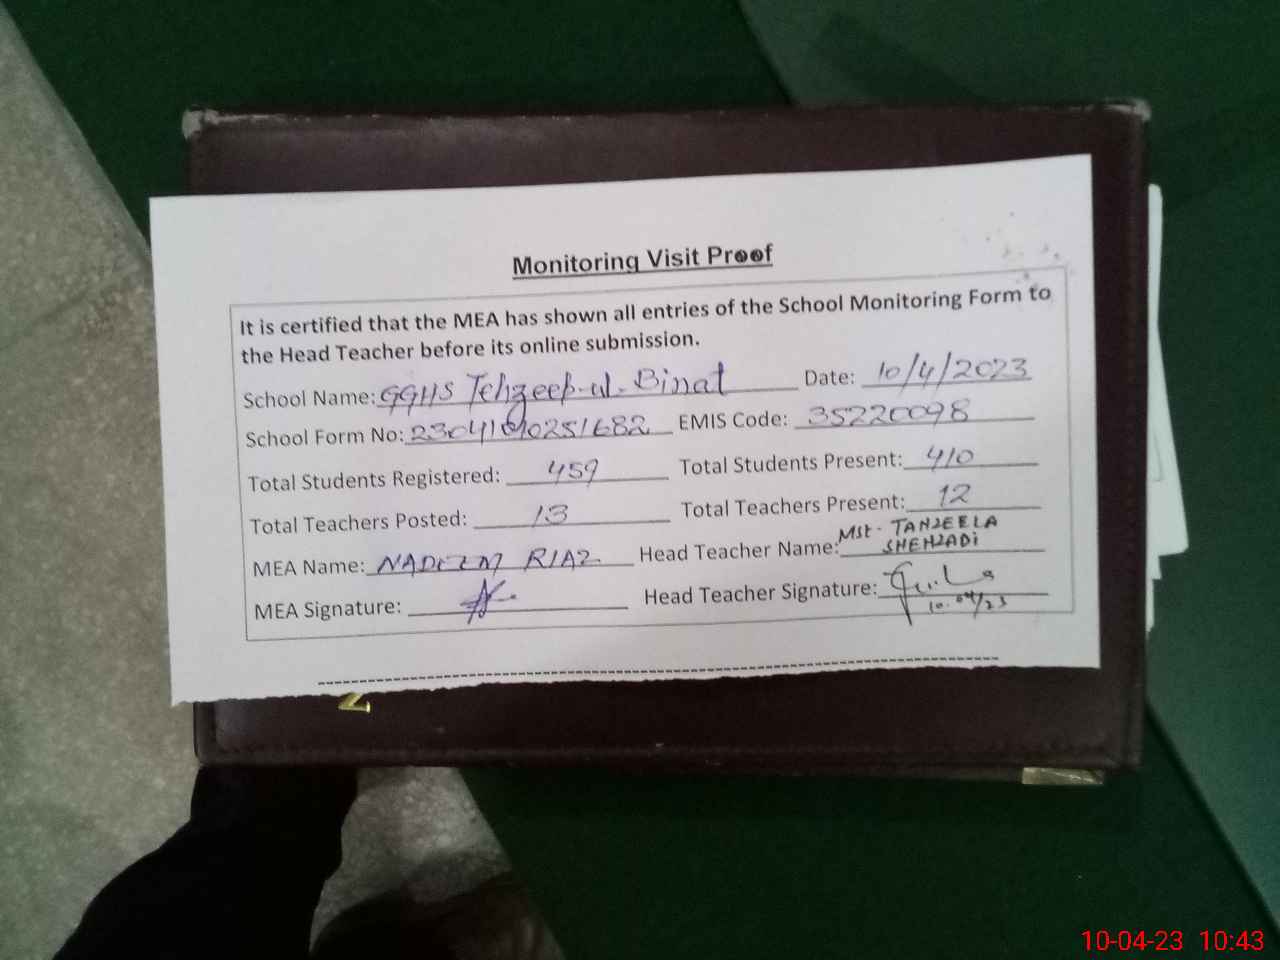 Monitoring Visit Proof
It is certified that the MEA has shown all entries of the School Monitoring Form to
the Head Teacher before its online submission.
School Name: GGHS Tehzeeb-ul-Binat Date: 10/4/2023
School Form No: EMIS Code: 35220098
Total Students Registered: 459 Total Students Present: 410
Total Teachers Posted: 13 Total Teachers Present: 12
MEA Name: NADEEM RIAZ Head Teacher Name: Mst. TANZEELA
SHEHZADi
MEA Signature: Head Teacher Signature:
10.04/23
10-04-23 10:43